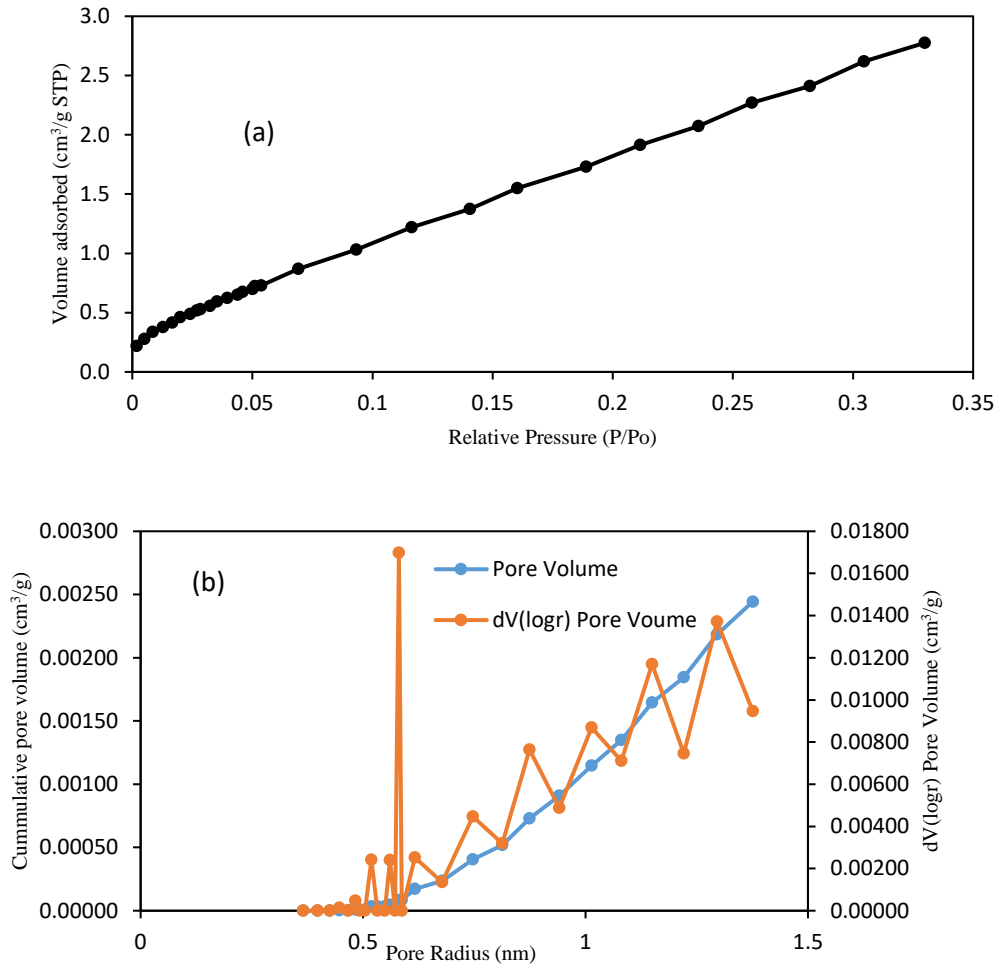 3.0
2.5
2.0
1.5
1.0
0.5
0.0
Volume adsorbed (cm³/g STP)
(a)
0 0.05 0.1 0.15 0.2 0.25 0.3 0.35
Relative Pressure (P/Po)
0.00300
0.00250
0.00200
0.00150
0.00100
0.00050
0.00000
Cummulative pore volume (cm³/g)
(b)
Pore Volume
dV(logr) Pore Voume
0.01800
0.01600
0.01400
0.01200
0.01000
0.00800
0.00600
0.00400
0.00200
0.00000
dV(logr) Pore Volume (cm³/g)
0 0.5 1 1.5
Pore Radius (nm)